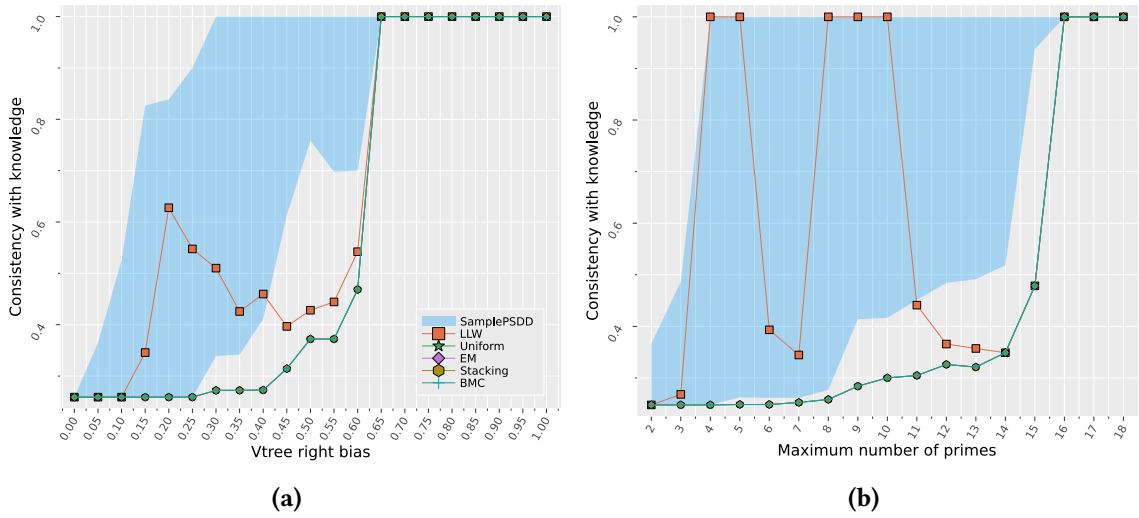 1.0
0.8
0.6
0.4
Consistency with knowledge
SamplePSDD
LLW
Uniform
EM
Stacking
BMC
0.00 0.05 0.10 0.15 0.20 0.25 0.30 0.35 0.40 0.45 0.50 0.55 0.60 0.65 0.70 0.75 0.80 0.85 0.90 0.95 1.00
Vtree right bias
(a)
1.0
0.8
0.6
0.4
Consistency with knowledge
2 3 4 5 6 7 8 9 10 11 12 13 14 15 16 17 18
Maximum number of primes
(b)